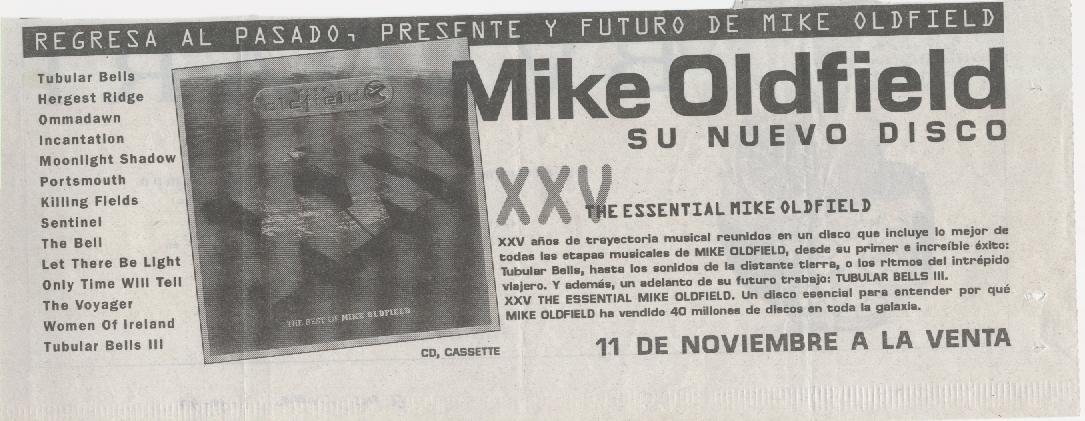 REGRESA AL PASADO, PRESENTE Y FUTURO DE MIKE OLDFIELD
Tubular Bells
Hergest Ridge
Ommadawn
Incantation
Moonlight Shadow
Portsmouth
Killing Fields
Sentinel
The Bell
Let There Be Light
Only Time Will Tell
The Voyager
Women Of Ireland
Tubular Bells III
oldfield
THE BEST OF MIKE OLDFIELD
CD, CASSETTE
Mike Oldfield
SU NUEVO DISCO
XXV
THE ESSENTIAL MIKE OLDFIELD
XXV años de trayectoria musical reunidos en un disco que incluye lo mejor de
todas las etapas musicales de MIKE OLDFIELD, desde su primer e increíble éxito:
Tubular Bells, hasta los sonidos de la distante tierra, o los ritmos del intrépido
viajero. Y además, un adelanto de su futuro trabajo: TUBULAR BELLS III.
XXV THE ESSENTIAL MIKE OLDFIELD. Un disco esencial para entender por qué
MIKE OLDFIELD ha vendido 40 millones de discos en toda la galaxia.
11 DE NOVIEMBRE A LA VENTA